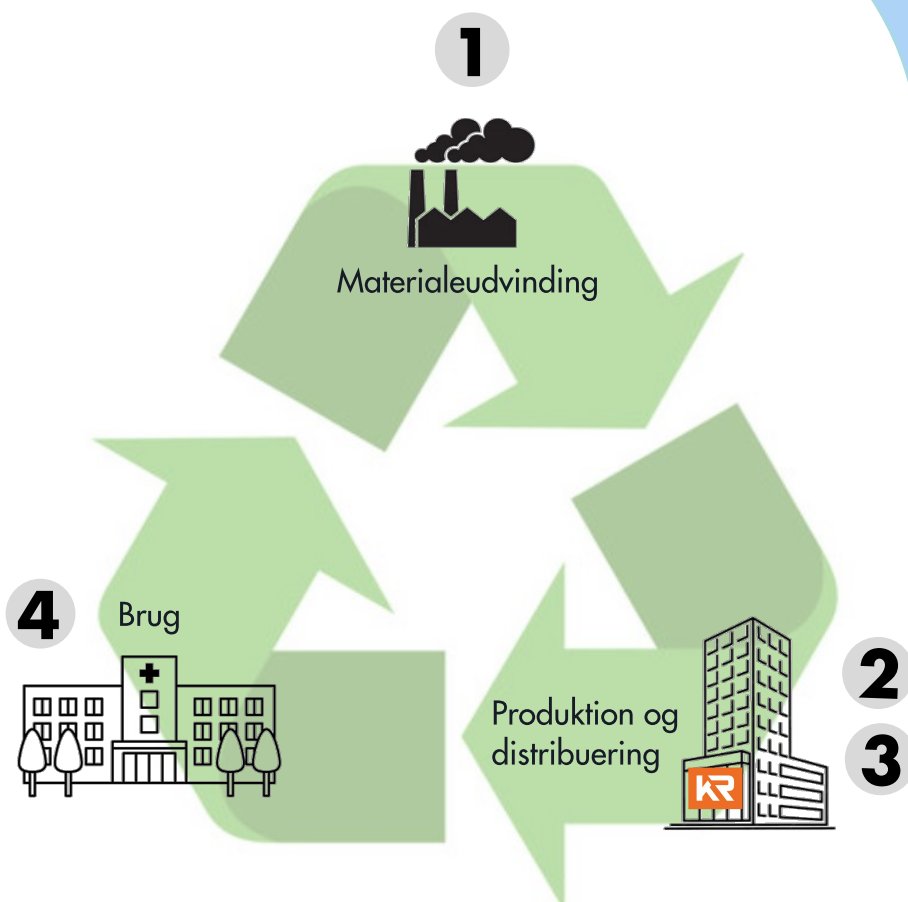 1
Materialeudvinding
4
Brug
2
Produktion og
distribuering
3
KR